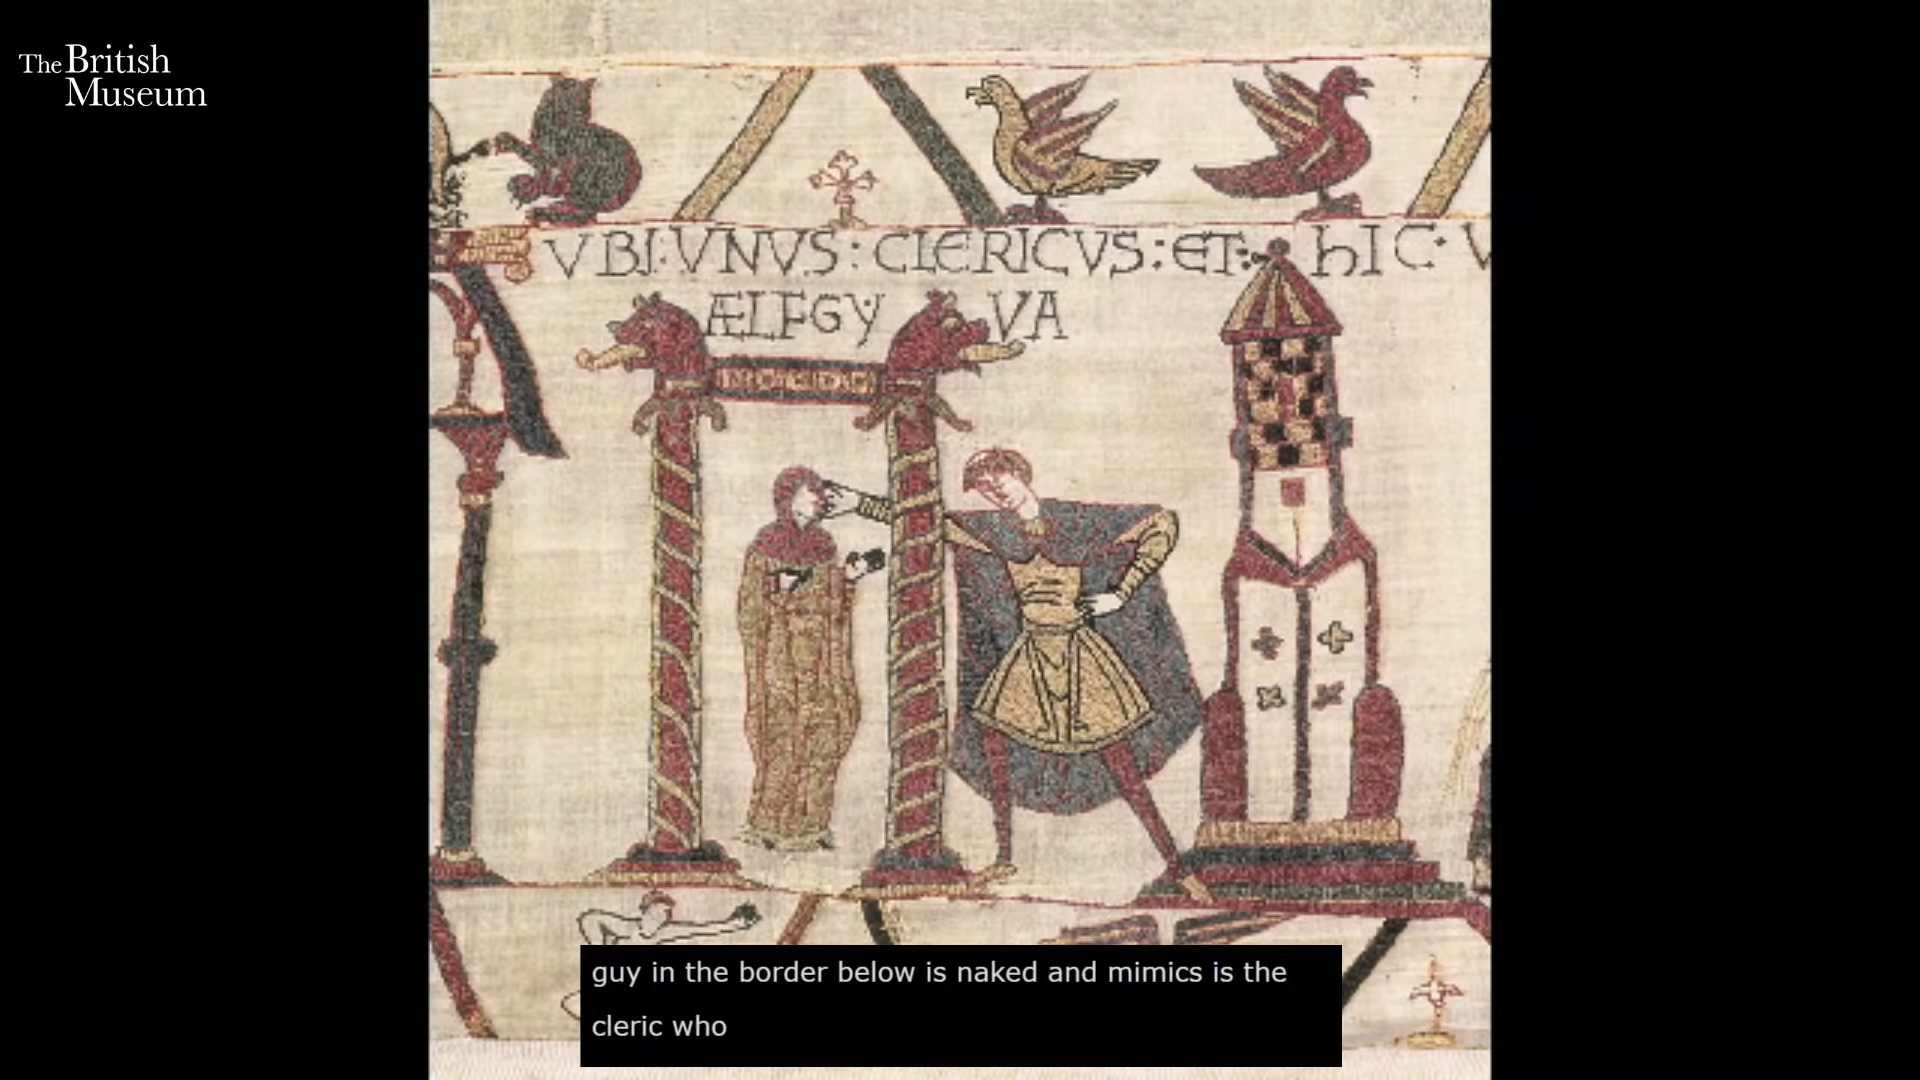 The British
Museum
VBI: VNVS: CLERICVS: ET:
hIC· V
ÆLFGYVA
guy in the border below is naked and mimics is the
cleric who